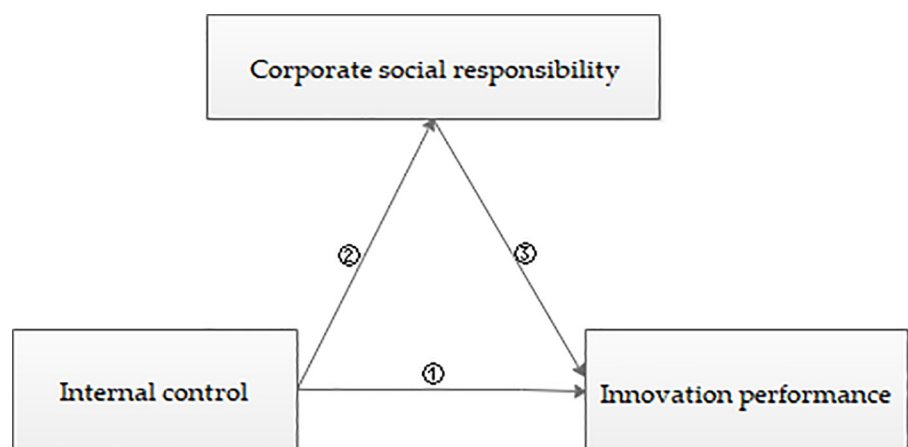 Corporate social responsibility
②
③
①
Internal control
Innovation performance